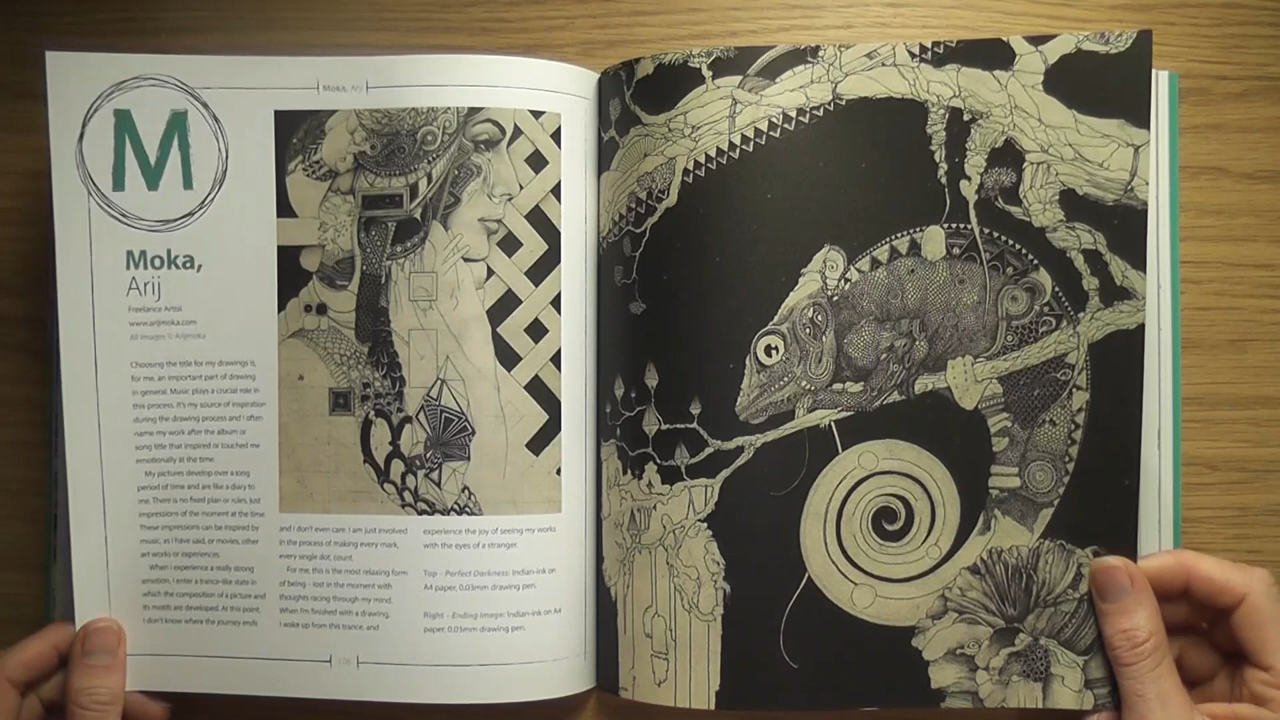 Moka, Arij
M
Moka,
Arij
Freelance Artist
www.arijmoka.com
All Images © Arijmoka
Choosing the title for my drawings is,
for me, an important part of drawing
in general. Music plays a crucial role in
this process. It's my source of inspiration
during the drawing process and I often
name my work after the album or
song title that inspired or touched me
emotionally at the time.
My pictures develop over a long
period of time and are like a diary to
me. There is no fixed plan or rules, just
impressions of the moment at the time.
These impressions can be inspired by
music, as I have said, or movies, other
art works or experiences.
When I experience a really strong
emotion, I enter a trance-like state in
which the composition of a picture and
its motifs are developed. At this point,
I don't know where the journey ends
and I don't even care. I am just involved
in the process of making every mark,
every single dot, count.
For me, this is the most relaxing form
of being – lost in the moment with
thoughts racing through my mind.
When I'm finished with a drawing,
I wake up from this trance, and
experience the joy of seeing my works
with the eyes of a stranger.
Top – Perfect Darkness: Indian-ink on
A4 paper, 0.03mm drawing pen.
Right – Ending Image: Indian-ink on A4
paper, 0.03mm drawing pen.